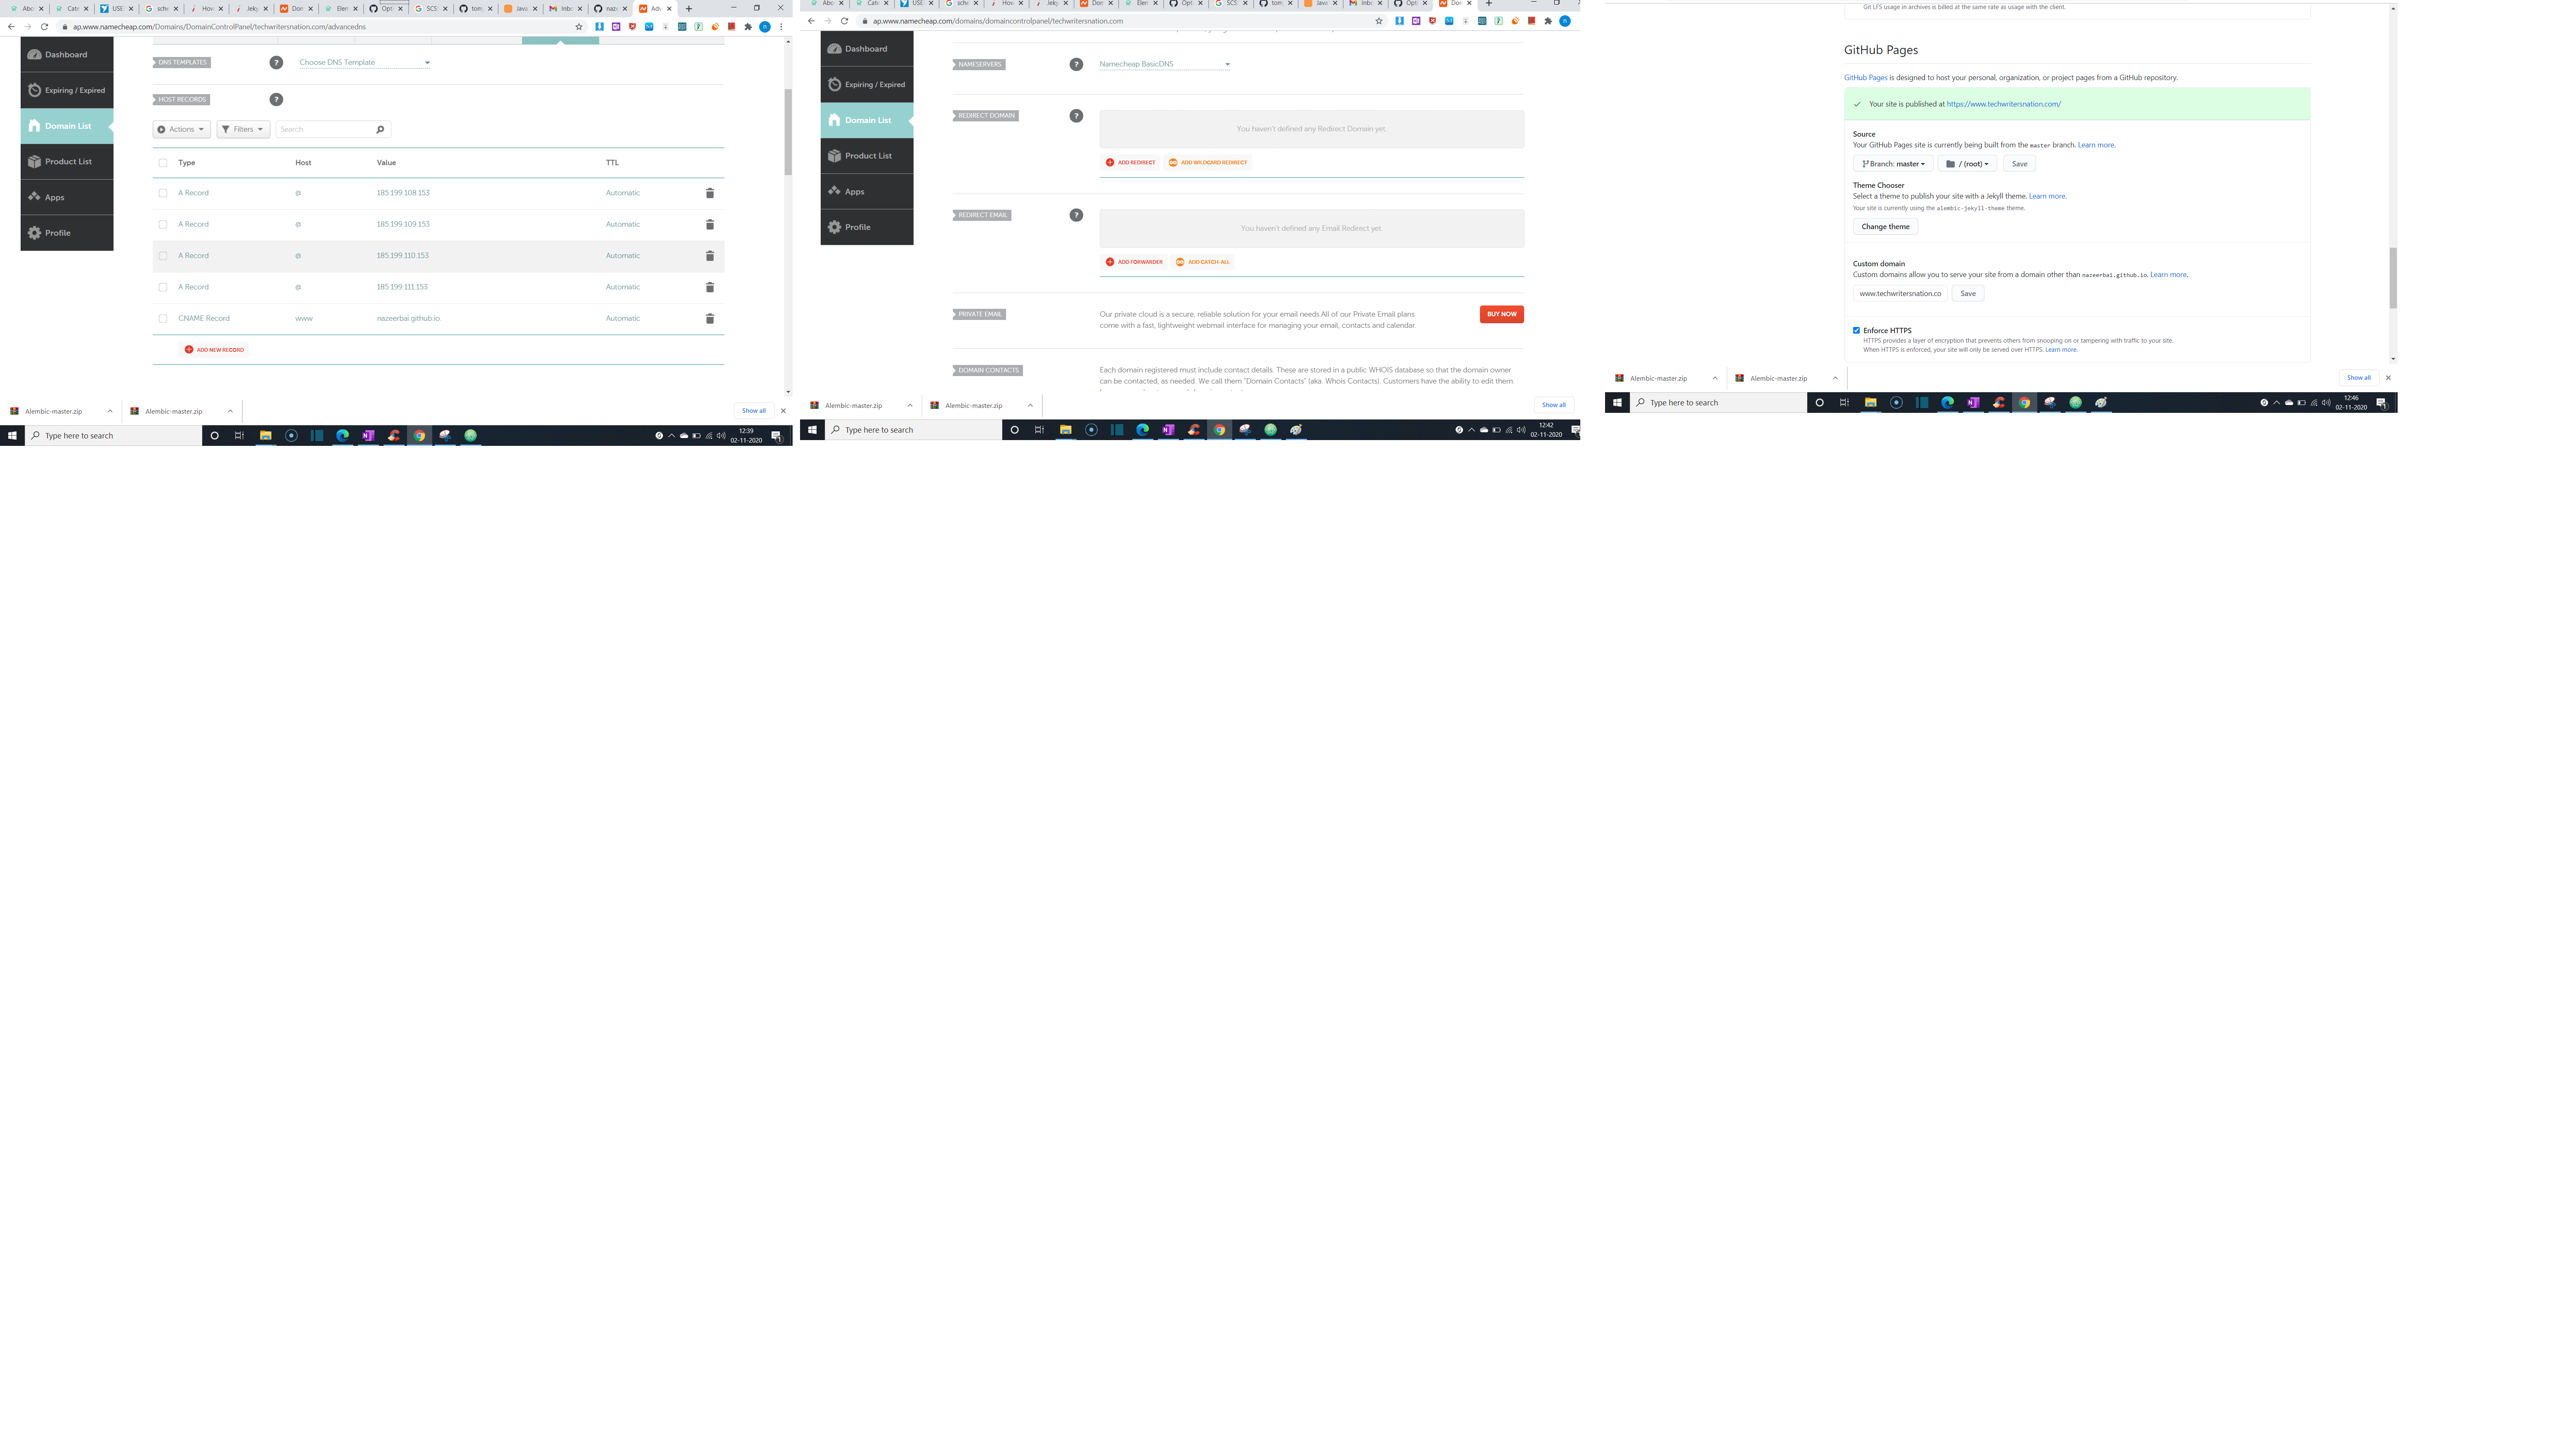 Abo
Cate
USE
sche
How
Jeky
Dom
Elen
Opti
SCS
tom
Java
Inbo
naze
Adv
ap.www.namecheap.com/Domains/DomainControlPanel/techwritersnation.com/advancedns
Dashboard
Expiring / Expired
Domain List
Product List
Apps
Profile
DNS TEMPLATES
?
Choose DNS Template
HOST RECORDS
?
Actions
Filters
Search
Type Host Value TTL
A Record @ 185.199.108.153 Automatic
A Record @ 185.199.109.153 Automatic
A Record @ 185.199.110.153 Automatic
A Record @ 185.199.111.153 Automatic
CNAME Record www nazeerbai.github.io. Automatic
ADD NEW RECORD
Alembic-master.zip
Alembic-master.zip
Show all
Type here to search
12:39
02-11-2020
ap.www.namecheap.com/domains/domaincontrolpanel/techwritersnation.com
Dashboard
Expiring / Expired
Domain List
Product List
Apps
Profile
NAMESERVERS
?
Namecheap BasicDNS
REDIRECT DOMAIN
?
You haven't defined any Redirect Domain yet.
ADD REDIRECT
ADD WILDCARD REDIRECT
REDIRECT EMAIL
?
You haven't defined any Email Redirect yet.
ADD FORWARDER
ADD CATCH-ALL
PRIVATE EMAIL
Our private cloud is a secure, reliable solution for your email needs.All of our Private Email plans
come with a fast, lightweight webmail interface for managing your email, contacts and calendar.
BUY NOW
DOMAIN CONTACTS
Each domain registered must include contact details. These are stored in a public WHOIS database so that the domain owner
can be contacted, as needed. We call them "Domain Contacts" (aka. Whois Contacts). Customers have the ability to edit them.
Alembic-master.zip
Alembic-master.zip
Show all
Type here to search
12:42
02-11-2020
Git LFS usage in archives is billed at the same rate as usage with the client.
GitHub Pages
GitHub Pages is designed to host your personal, organization, or project pages from a GitHub repository.
Your site is published at https://www.techwritersnation.com/
Source
Your GitHub Pages site is currently being built from the master branch. Learn more.
Branch: master
/ (root)
Save
Theme Chooser
Select a theme to publish your site with a Jekyll theme. Learn more.
Your site is currently using the alembic-jekyll-theme theme.
Change theme
Custom domain
Custom domains allow you to serve your site from a domain other than nazeerbai.github.io. Learn more.
www.techwritersnation.co
Save
Enforce HTTPS
HTTPS provides a layer of encryption that prevents others from snooping on or tampering with traffic to your site.
When HTTPS is enforced, your site will only be served over HTTPS. Learn more.
Alembic-master.zip
Alembic-master.zip
Show all
Type here to search
12:46
02-11-2020